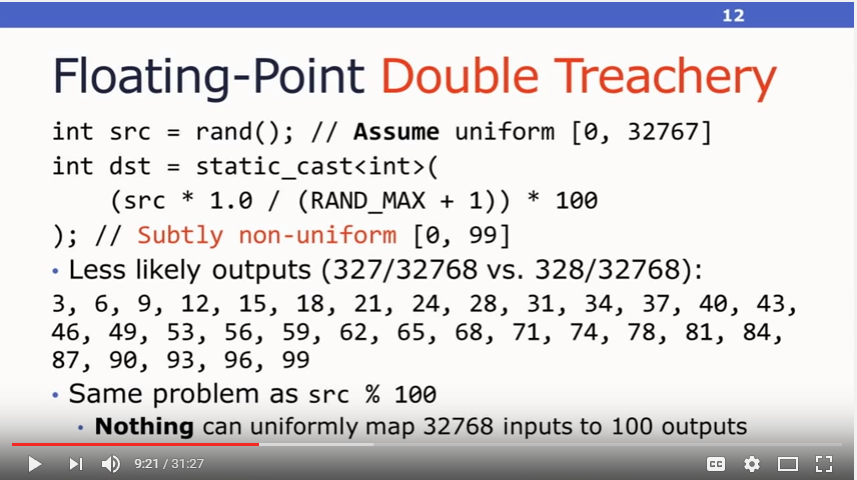 12
Floating-Point Double Treachery
int src = rand(); // Assume uniform [0, 32767]
int dst = static_cast<int>(
(src * 1.0 / (RAND_MAX + 1)) * 100
); // Subtly non-uniform [0, 99]
• Less likely outputs (327/32768 vs. 328/32768):
3, 6, 9, 12, 15, 18, 21, 24, 28, 31, 34, 37, 40, 43,
46, 49, 53, 56, 59, 62, 65, 68, 71, 74, 78, 81, 84,
87, 90, 93, 96, 99
• Same problem as src % 100
• Nothing can uniformly map 32768 inputs to 100 outputs
9:21 / 31:27
CC